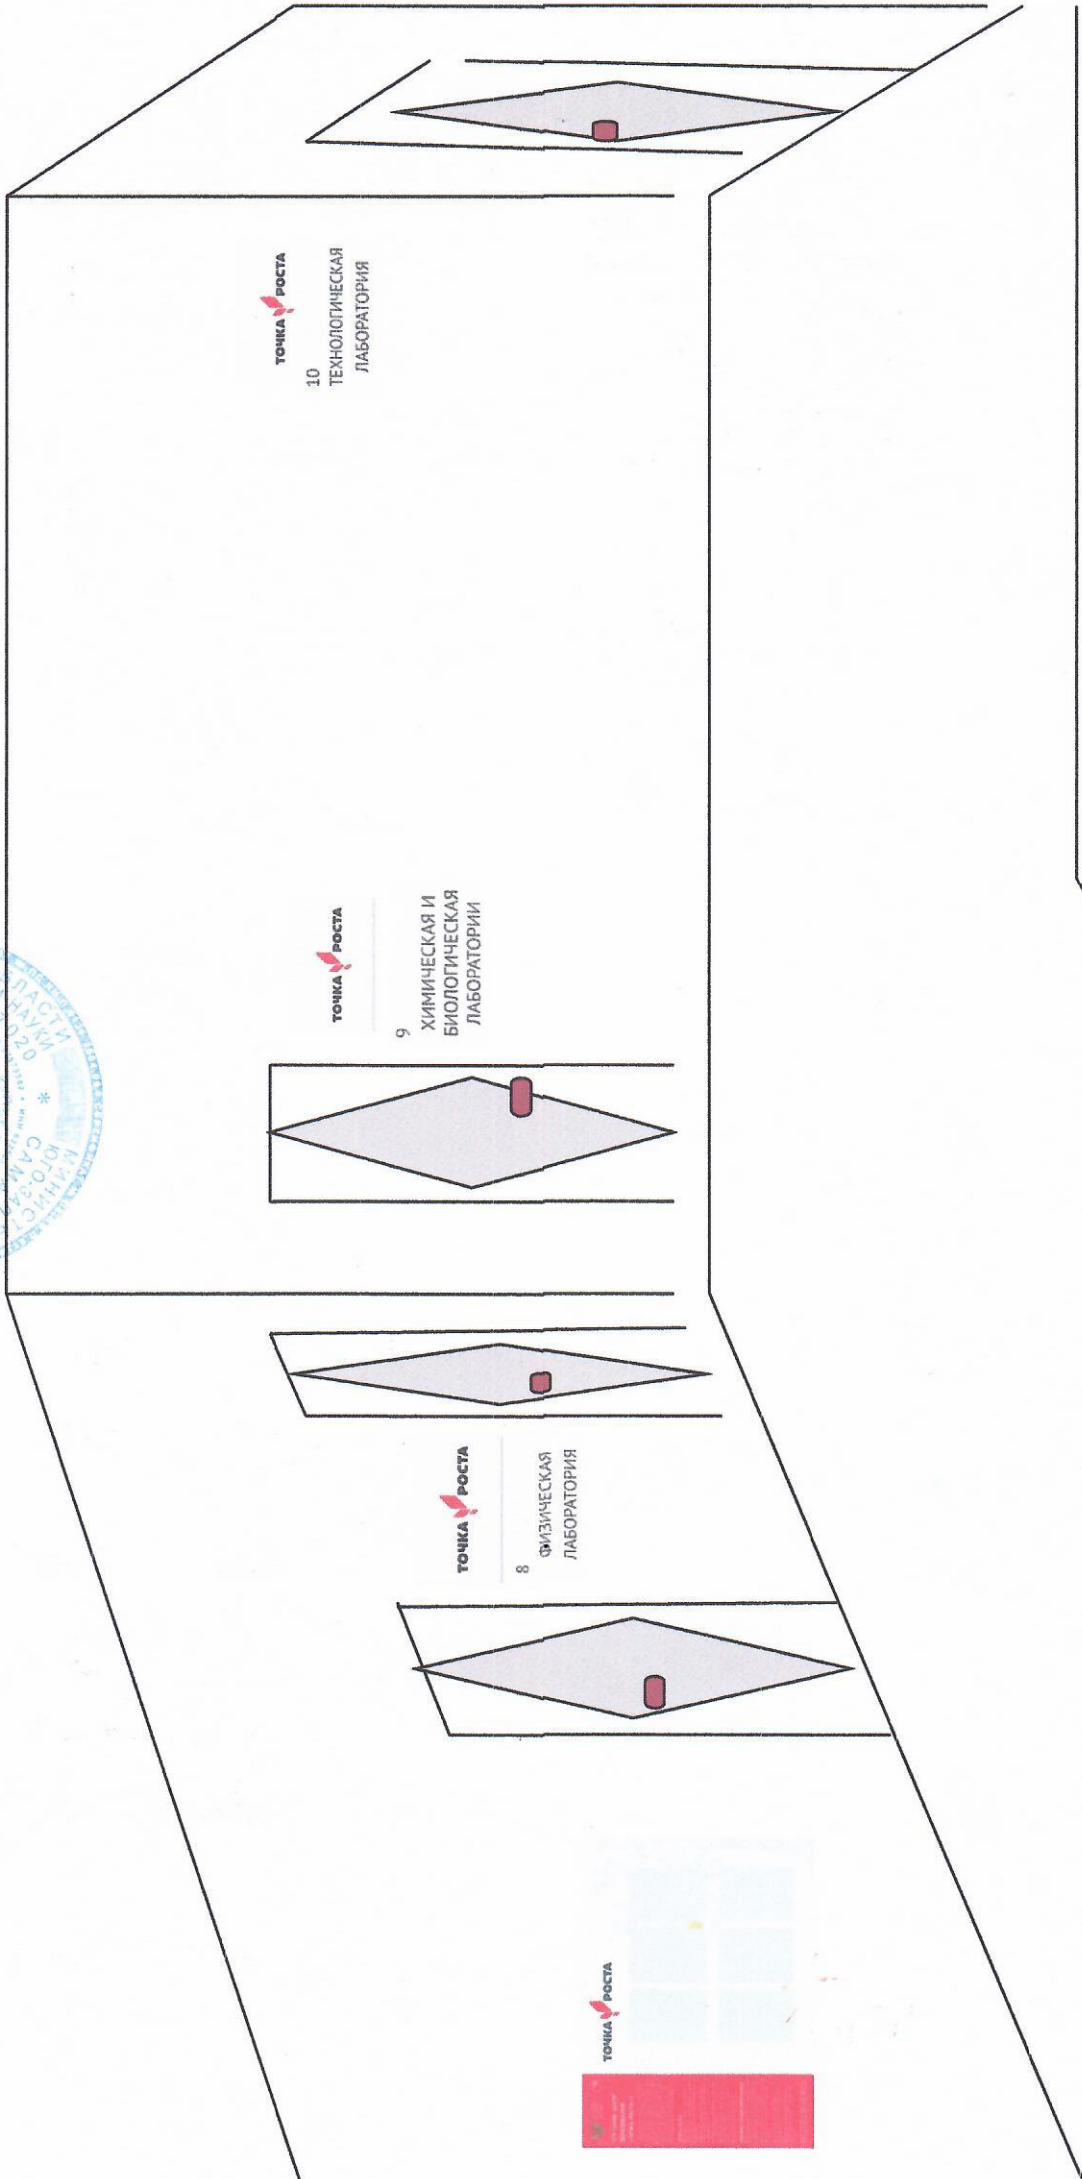 ТОЧКА РОСТА
ТОЧКА РОСТА
8
ФИЗИЧЕСКАЯ
ЛАБОРАТОРИЯ
ТОЧКА РОСТА
9
ХИМИЧЕСКАЯ И
БИОЛОГИЧЕСКАЯ
ЛАБОРАТОРИИ
ТОЧКА РОСТА
10
ТЕХНОЛОГИЧЕСКАЯ
ЛАБОРАТОРИЯ